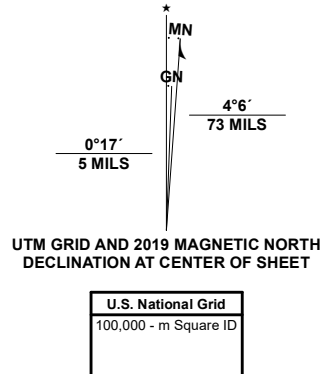 ★
MN
GN
4°6´
73 MILS
0°17´
5 MILS
UTM GRID AND 2019 MAGNETIC NORTH
DECLINATION AT CENTER OF SHEET
U.S. National Grid
100,000 - m Square ID